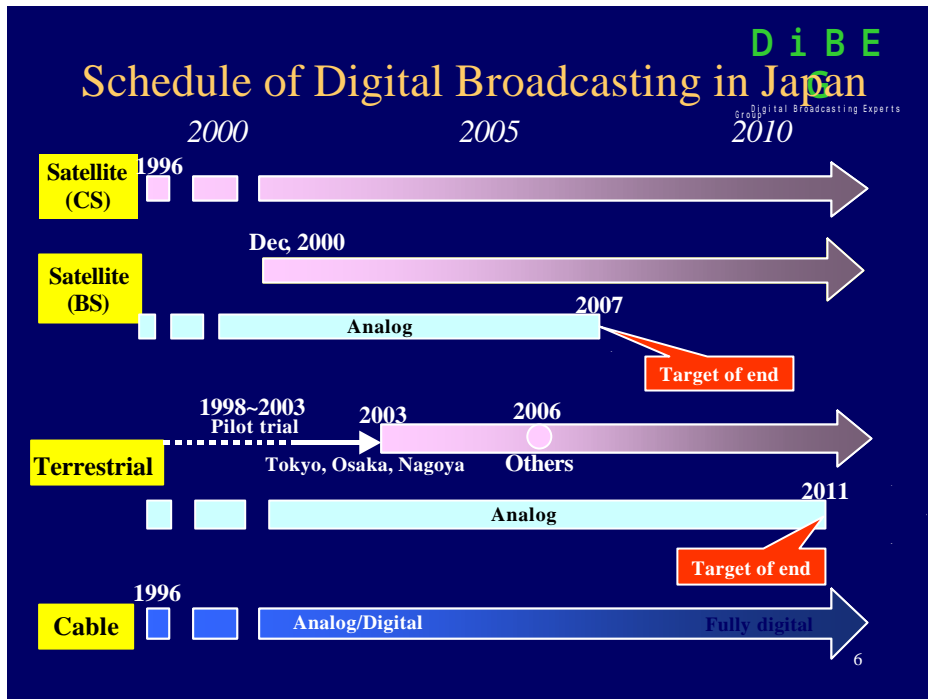 D i B E
G
Schedule of Digital Broadcasting in Japan
Digital Broadcasting Experts
Group
2000 2005 2010
Satellite
(CS)
1996
Dec, 2000
Satellite
(BS)
2007
Analog
Target of end
1998~2003
Pilot trial
2003
2006
Terrestrial
Tokyo, Osaka, Nagoya
Others
2011
Analog
Target of end
1996
Cable
Analog/Digital
Fully digital
6